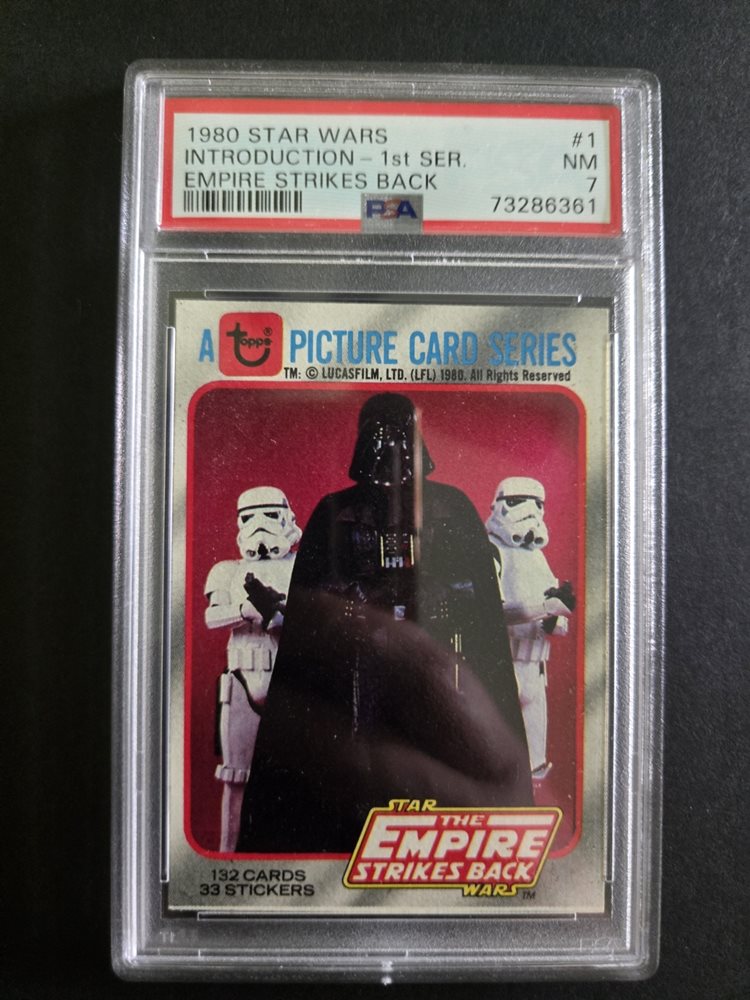 1980 STAR WARS #1
INTRODUCTION - 1st SER. NM
EMPIRE STRIKES BACK 7
PSA 73286361
A topps® PICTURE CARD SERIES
TM: © LUCASFILM, LTD. (LFL) 1980. All Rights Reserved
STAR
THE
EMPIRE
STRIKES BACK
WARS TM
132 CARDS
33 STICKERS